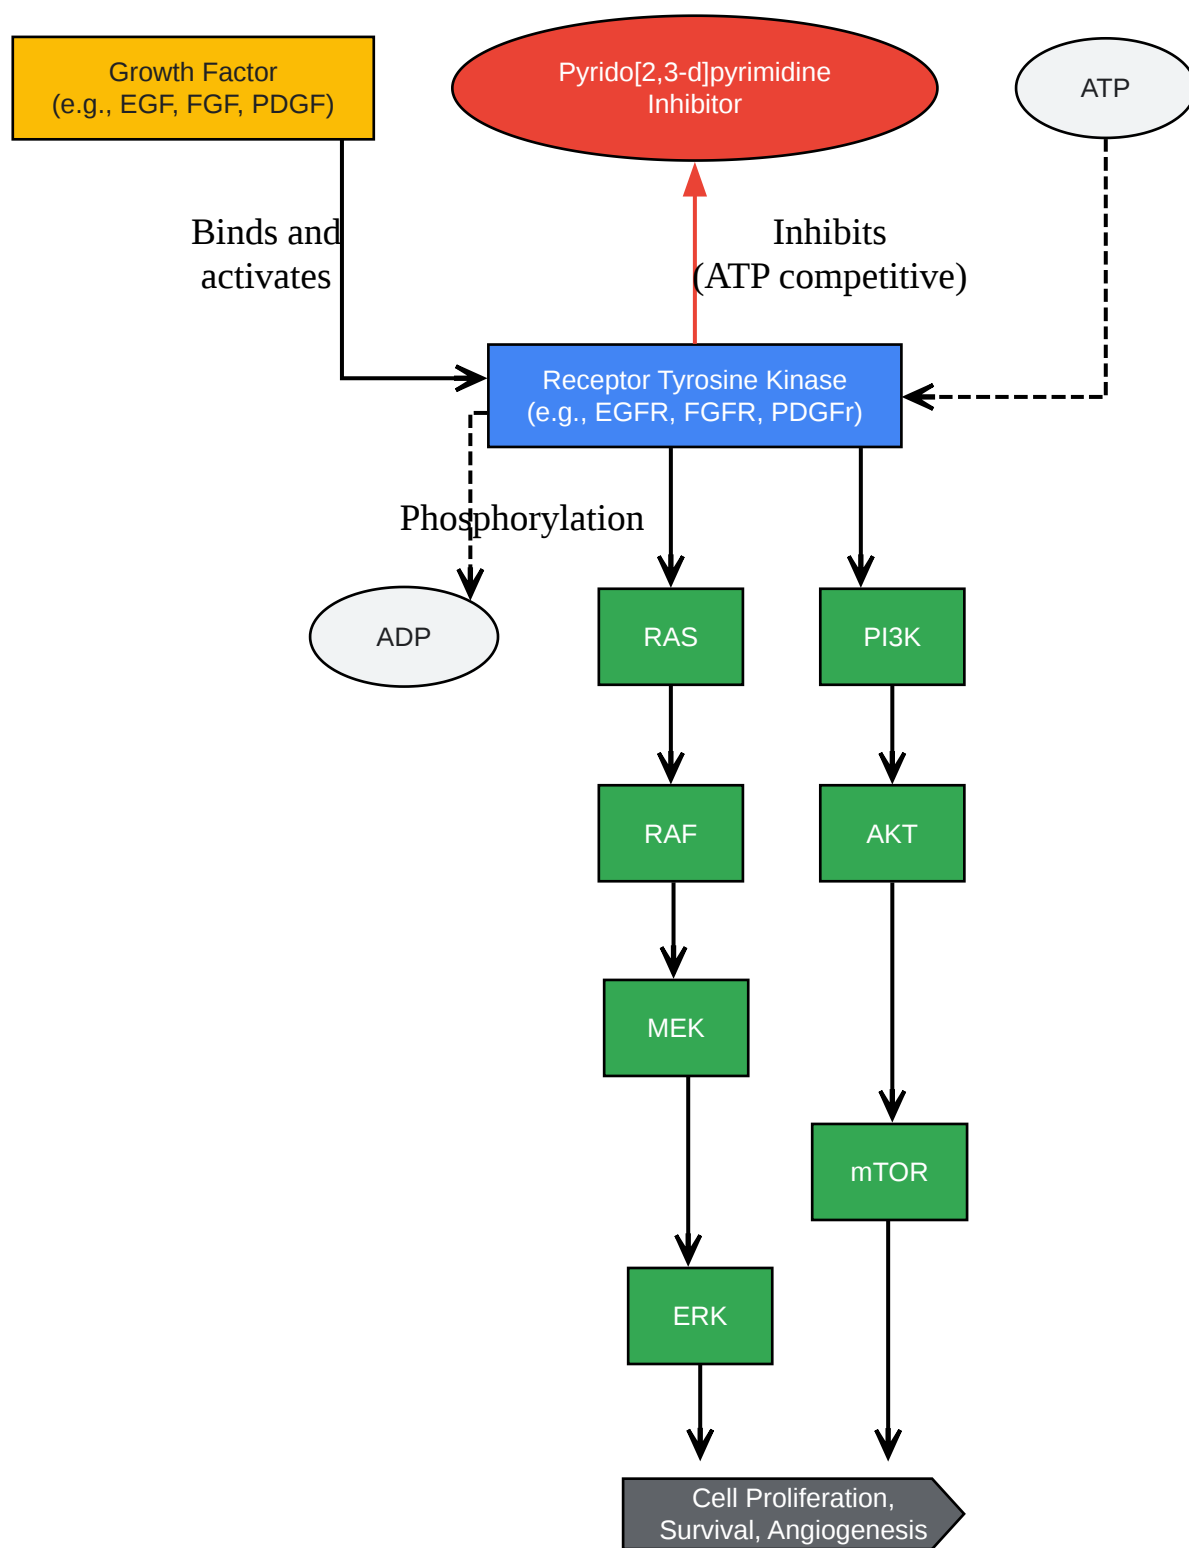 Growth Factor
(e.g., EGF, FGF, PDGF)
Pyrido[2,3-d]pyrimidine
Inhibitor
ATP
Binds and
activates
Inhibits
(ATP competitive)
Receptor Tyrosine Kinase
(e.g., EGFR, FGFR, PDGFr)
Phosphorylation
ADP
RAS
PI3K
RAF
AKT
MEK
mTOR
ERK
Cell Proliferation,
Survival, Angiogenesis